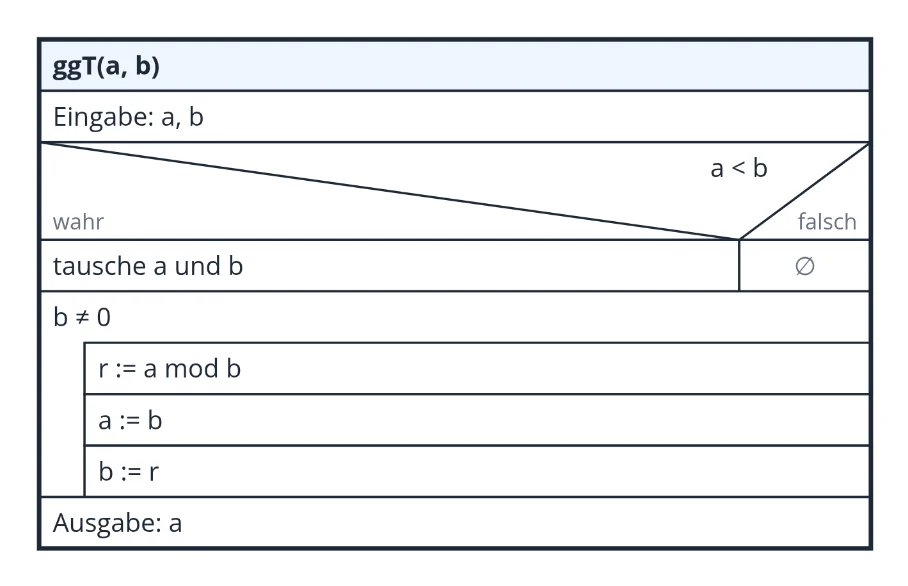 ggT(a, b)
Eingabe: a, b
a < b
wahr
falsch
tausche a und b
∅
b ≠ 0
r := a mod b
a := b
b := r
Ausgabe: a